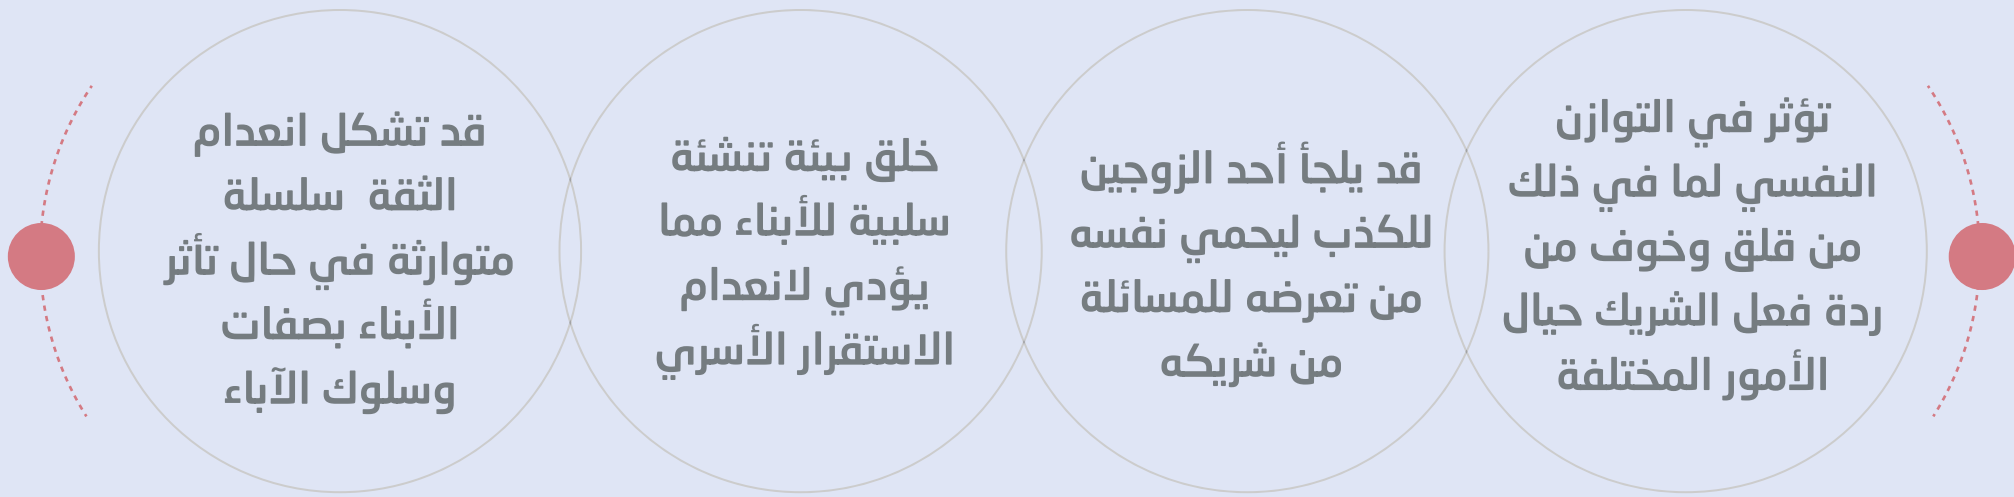 تؤثر في التوازن
النفسي لما في ذلك
من قلق وخوف من
ردة فعل الشريك حيال
الأمور المختلفة
قد يلجأ أحد الزوجين
للكذب ليحمي نفسه
من تعرضه للمسائلة
من شريكه
خلق بيئة تنشئة
سلبية للأبناء مما
يؤدي لانعدام
الاستقرار الأسري
قد تشكل انعدام
الثقة سلسلة
متوارثة في حال تأثر
الأبناء بصفات
وسلوك الآباء